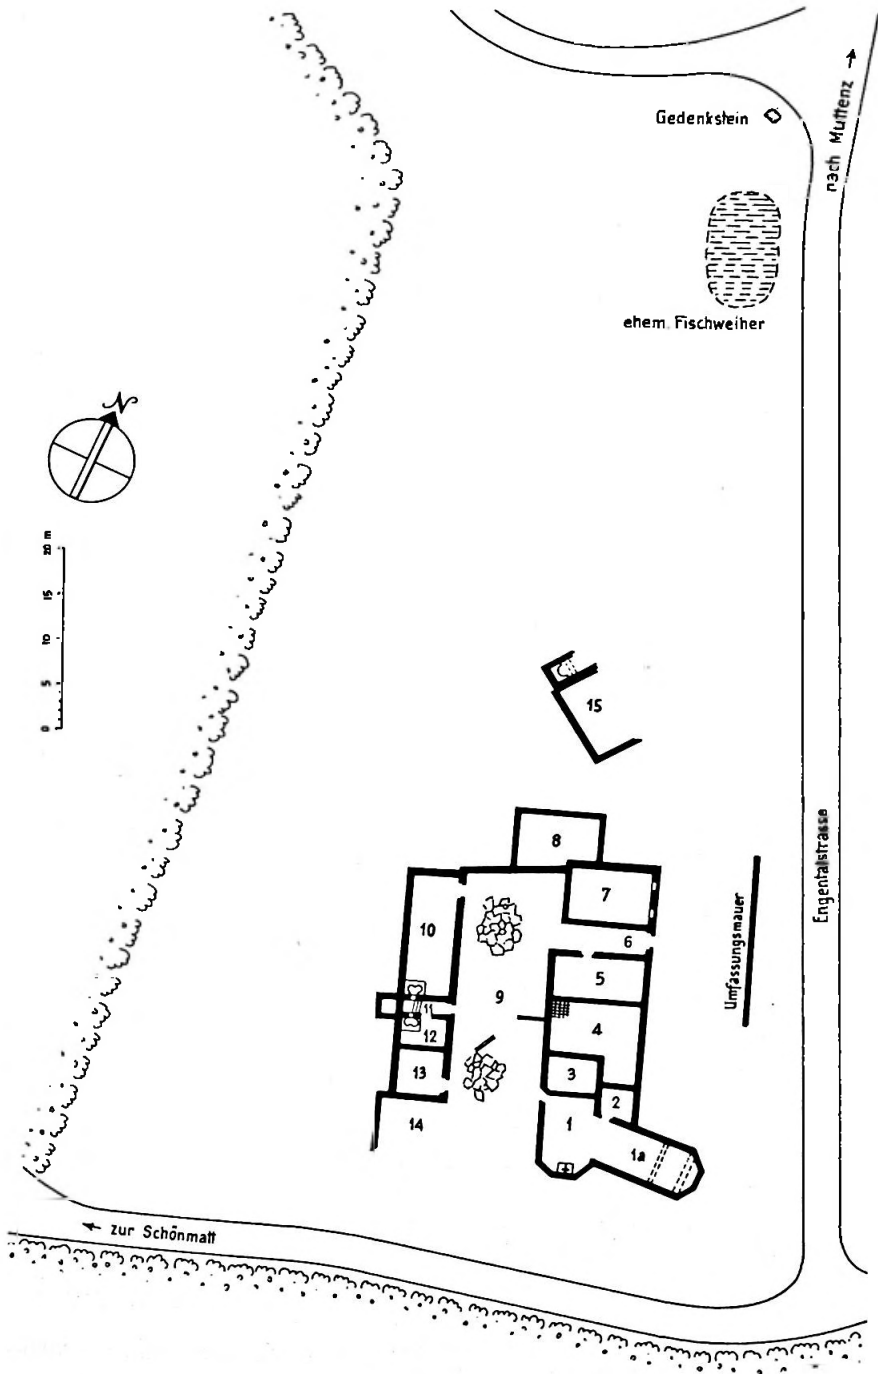 nach Muttenz →
Gedenkstein
ehem. Fischweiher
N
0 5 10 15 20 m
15
8
7
10
6
5
9
11
4
12
13
3
2
14
1
1a
Umfassungsmauer
Engentalstrasse
← zur Schönmatt